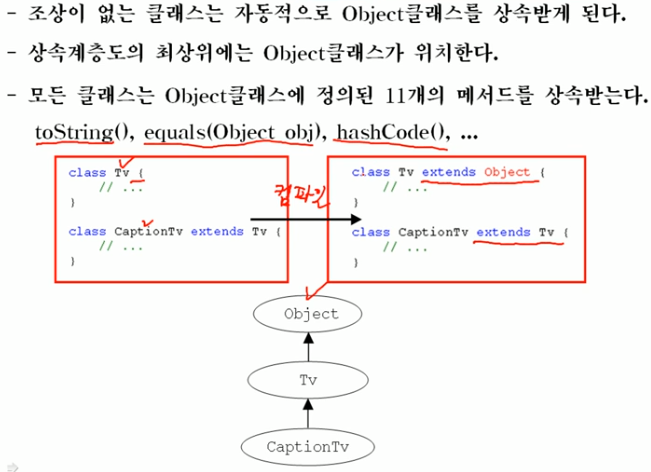 - 조상이 없는 클래스는 자동적으로 Object클래스를 상속받게 된다.
- 상속계층도의 최상위에는 Object클래스가 위치한다.
- 모든 클래스는 Object클래스에 정의된 11개의 메서드를 상속받는다.
toString(), equals(Object obj), hashCode(), ...
class Tv {
// ...
}
class CaptionTv extends Tv {
// ...
}
컴파일
class Tv extends Object {
// ...
}
class CaptionTv extends Tv {
// ...
}
Object
Tv
CaptionTv